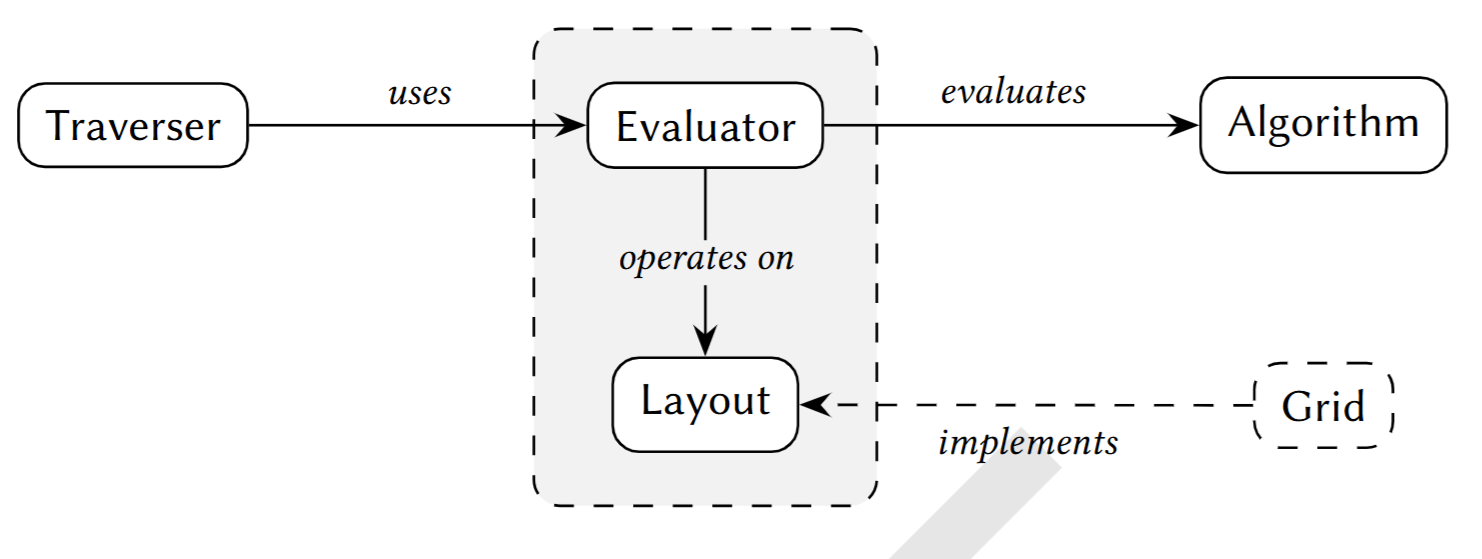 uses
evaluates
Traverser
Evaluator
Algorithm
operates on
Layout
Grid
implements